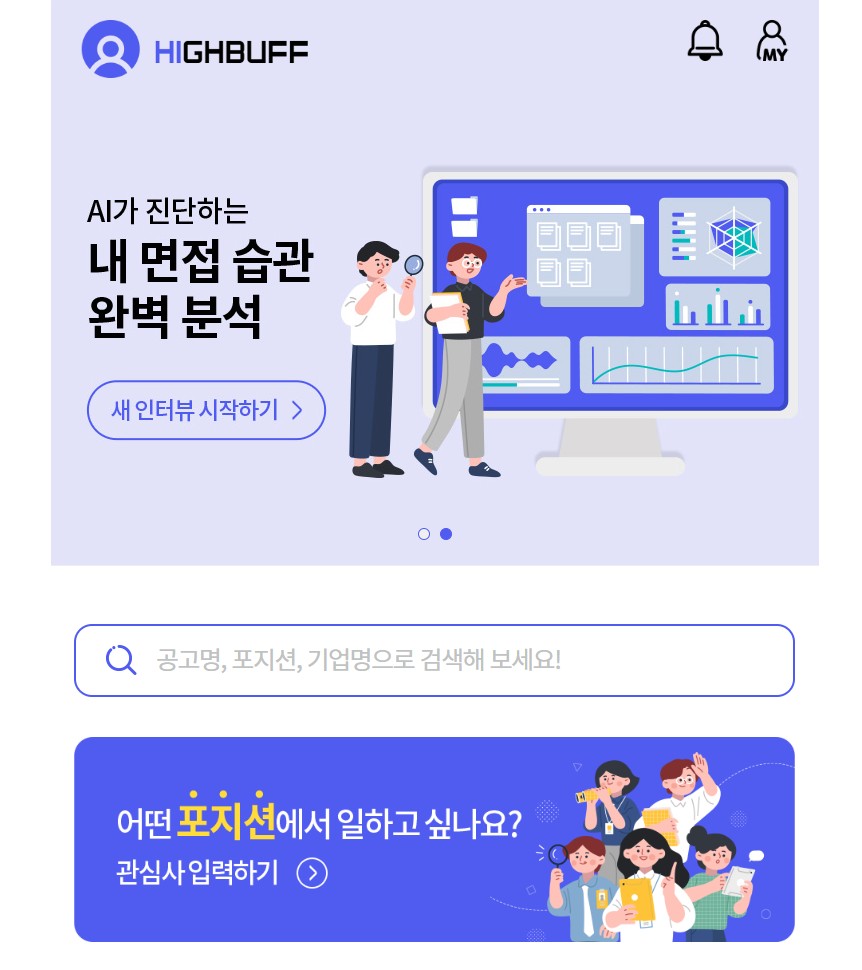 HIGHBUFF
MY
AI가 진단하는
내 면접 습관
완벽 분석
새 인터뷰 시작하기
공고명, 포지션, 기업명으로 검색해 보세요!
어떤 포지션에서 일하고 싶나요?
관심사 입력하기